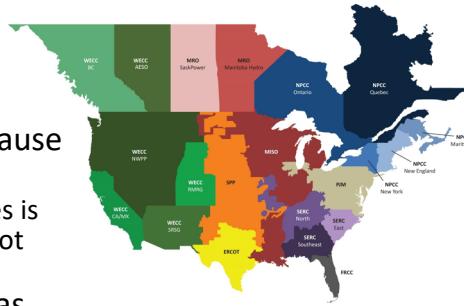 WECC
BC
WECC
AESO
MRO
SaskPower
MRO
Manitoba Hydro
NPCC
Ontario
NPCC
Quebec
NPCC
New England
NPCC
New York
ause
WECC
NWPP
MISO
WECC
RMRG
SPP
PJM
WECC
CA/MX
WECC
SRSG
SERC
North
SERC
East
SERC
Southeast
es is
ot
ERCOT
FRCC
as